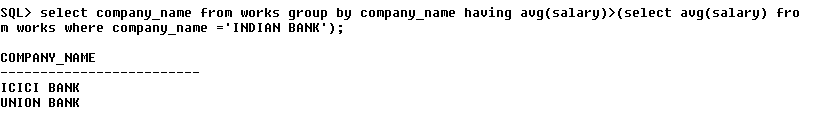 SQL> select company_name from works group by company_name having avg(salary)>(select avg(salary) fro
m works where company_name ='INDIAN BANK');
COMPANY_NAME
-------------------------
ICICI BANK
UNION BANK